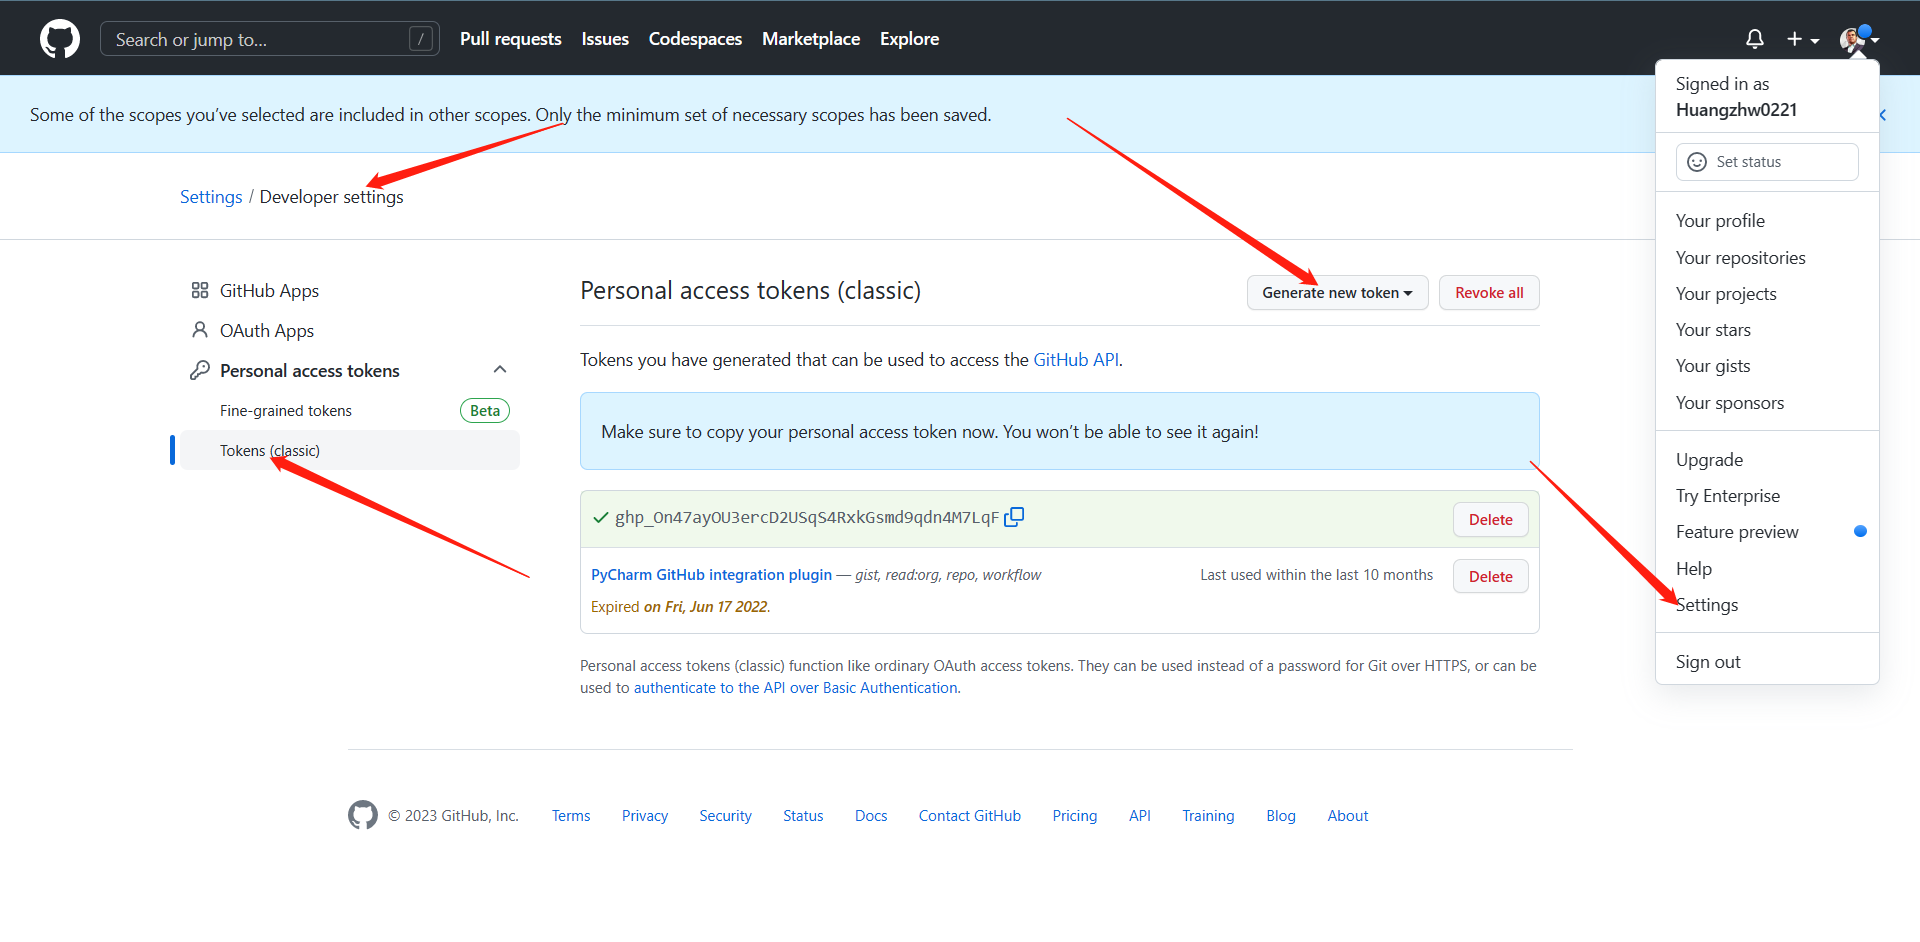 Search or jump to...
/
Pull requests
Issues
Codespaces
Marketplace
Explore
Signed in as
Huangzhw0221
Some of the scopes you’ve selected are included in other scopes. Only the minimum set of necessary scopes has been saved.
Set status
Settings / Developer settings
Your profile
Your repositories
Your projects
Your stars
Your gists
Your sponsors
Upgrade
Try Enterprise
Feature preview
Help
Settings
Sign out
GitHub Apps
OAuth Apps
Personal access tokens
Fine-grained tokens
Beta
Tokens (classic)
Personal access tokens (classic)
Generate new token
Revoke all
Tokens you have generated that can be used to access the GitHub API.
Make sure to copy your personal access token now. You won’t be able to see it again!
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
Delete
PyCharm GitHub integration plugin — gist, read:org, repo, workflow
Last used within the last 10 months
Delete
Expired on Fri, Jun 17 2022.
Personal access tokens (classic) function like ordinary OAuth access tokens. They can be used instead of a password for Git over HTTPS, or can be
used to authenticate to the API over Basic Authentication.
© 2023 GitHub, Inc.
Terms
Privacy
Security
Status
Docs
Contact GitHub
Pricing
API
Training
Blog
About